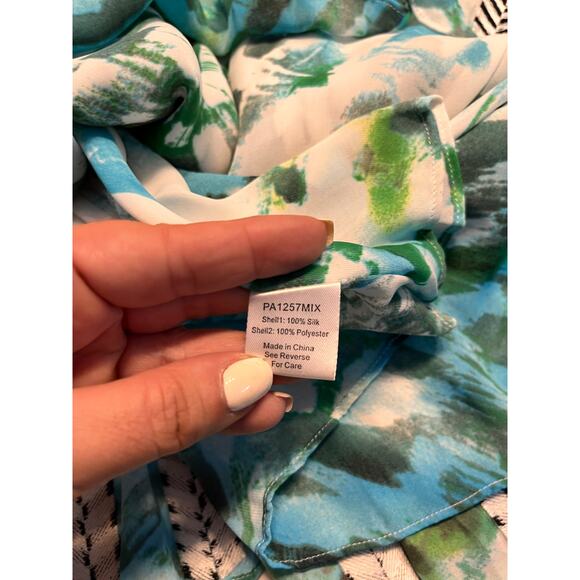 PA1257MIX
Shell1: 100% Silk
Shell2: 100% Polyester
Made in China
See Reverse
For Care